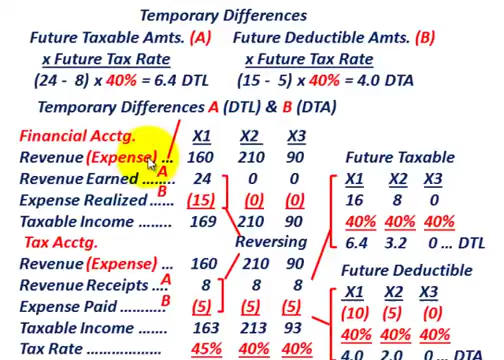 Temporary Differences
Future Taxable Amts. (A) Future Deductible Amts. (B)
x Future Tax Rate x Future Tax Rate
(24 - 8) x 40% = 6.4 DTL (15 - 5) x 40% = 4.0 DTA
Temporary Differences A (DTL) & B (DTA)
Financial Acctg. X1 X2 X3
Revenue (Expense) ... 160 210 90
Revenue Earned ........ A 24 0 0
Expense Realized ...... B (15) (0) (0)
Taxable Income ........ 169 210 90
Tax Acctg. Reversing
Revenue (Expense) ... 160 210 90
Revenue Receipts .... A 8 8 8
Expense Paid ........... B (5) (5) (5)
Taxable Income ........ 163 213 93
Tax Rate ..................... 45% 40% 40%
Future Taxable
X1 X2 X3
16 8 0
40% 40% 40%
6.4 3.2 0 ... DTL
Future Deductible
X1 X2 X3
(10) (5) (0)
40% 40% 40%
4.0 2.0 0 ... DTA